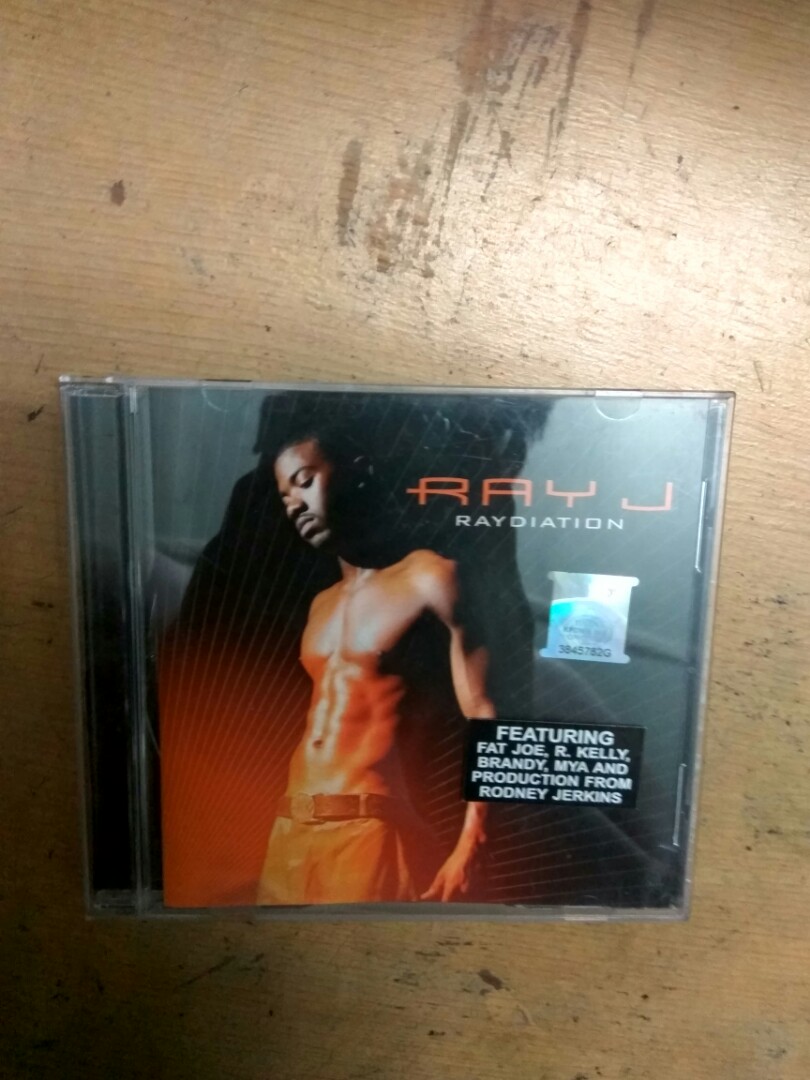 RAY J
RAYDIATION
3845782G
FEATURING
FAT JOE, R. KELLY,
BRANDY, MYA AND
PRODUCTION FROM
RODNEY JERKINS